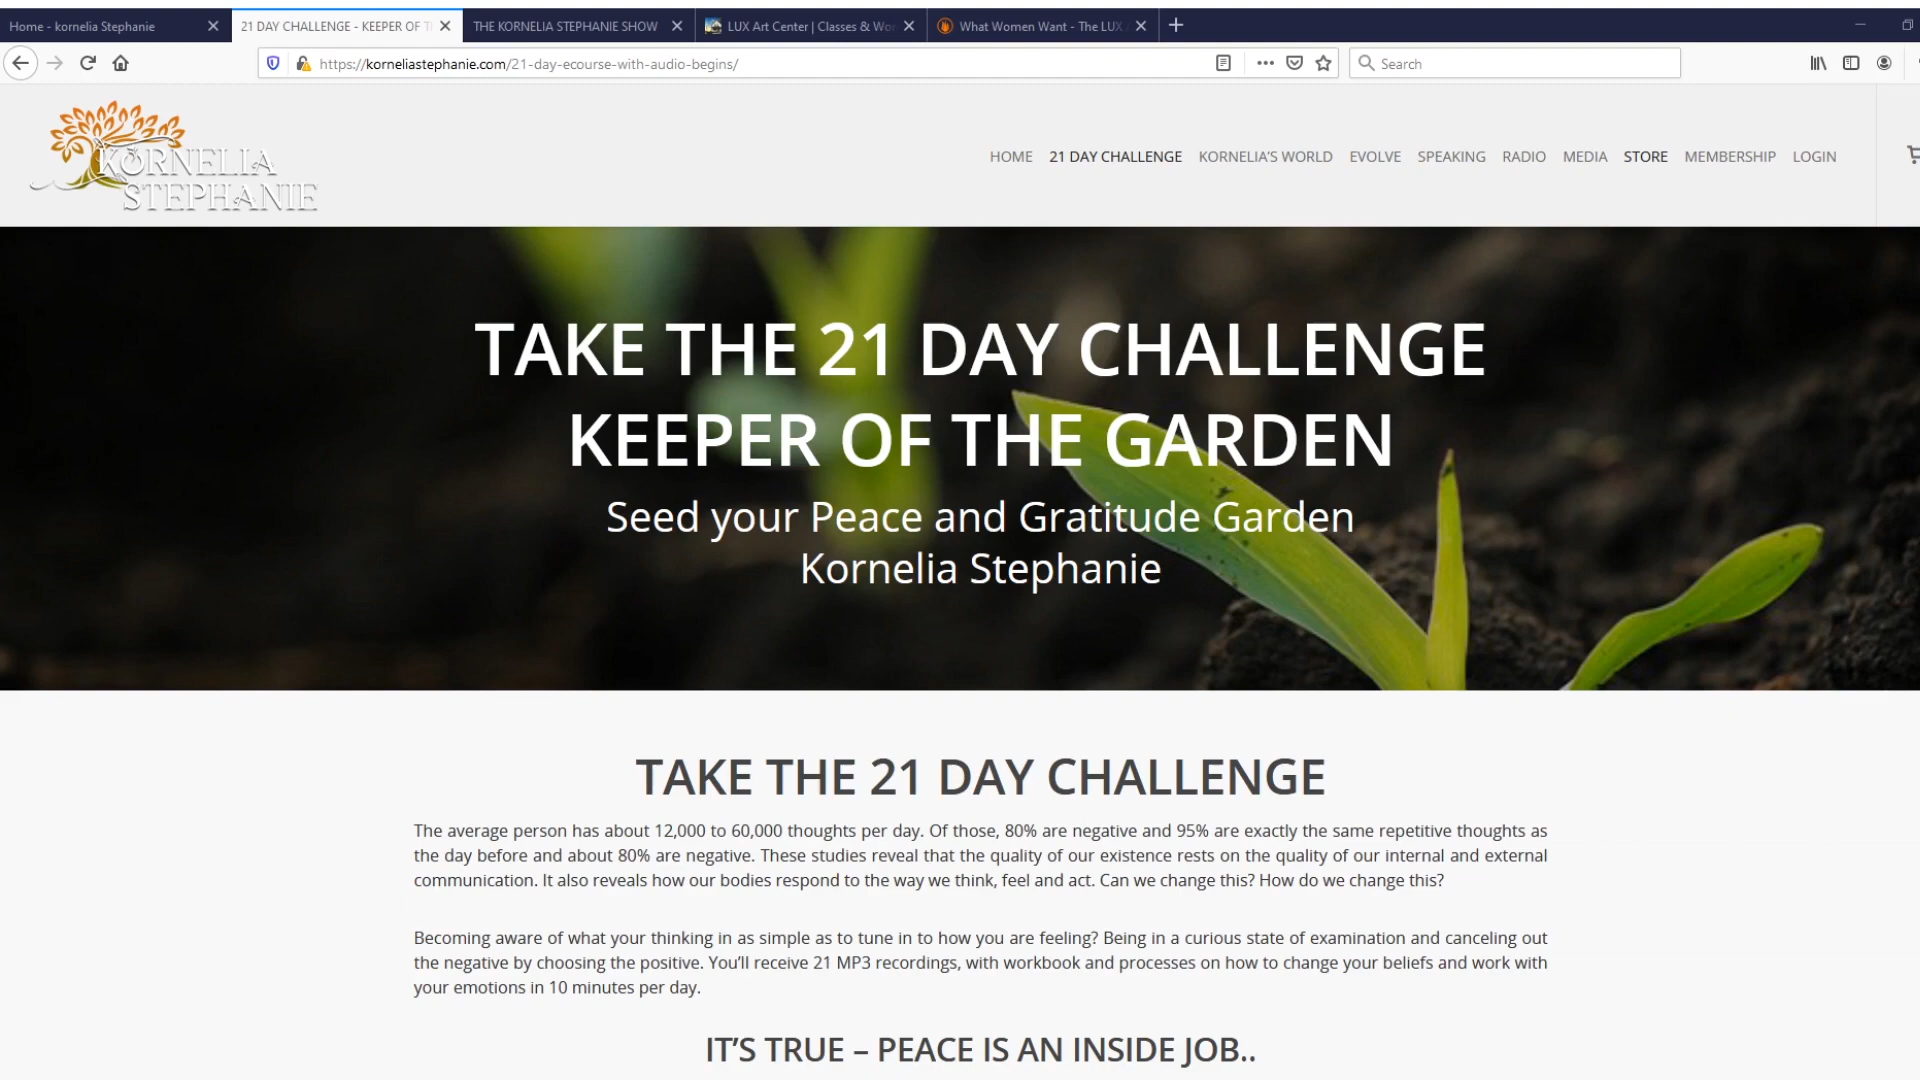 Home - kornelia Stephanie
21 DAY CHALLENGE - KEEPER OF T
THE KORNELIA STEPHANIE SHOW
LUX Art Center | Classes & Wo
What Women Want - The LUX
https://korneliastephanie.com/21-day-ecourse-with-audio-begins/
Search
KORNELIA
STEPHANIE
HOME 21 DAY CHALLENGE KORNELIA’S WORLD EVOLVE SPEAKING RADIO MEDIA STORE MEMBERSHIP LOGIN
TAKE THE 21 DAY CHALLENGE
KEEPER OF THE GARDEN
Seed your Peace and Gratitude Garden
Kornelia Stephanie
TAKE THE 21 DAY CHALLENGE
The average person has about 12,000 to 60,000 thoughts per day. Of those, 80% are negative and 95% are exactly the same repetitive thoughts as
the day before and about 80% are negative. These studies reveal that the quality of our existence rests on the quality of our internal and external
communication. It also reveals how our bodies respond to the way we think, feel and act. Can we change this? How do we change this?
Becoming aware of what your thinking in as simple as to tune in to how you are feeling? Being in a curious state of examination and canceling out
the negative by choosing the positive. You’ll receive 21 MP3 recordings, with workbook and processes on how to change your beliefs and work with
your emotions in 10 minutes per day.
IT’S TRUE – PEACE IS AN INSIDE JOB..